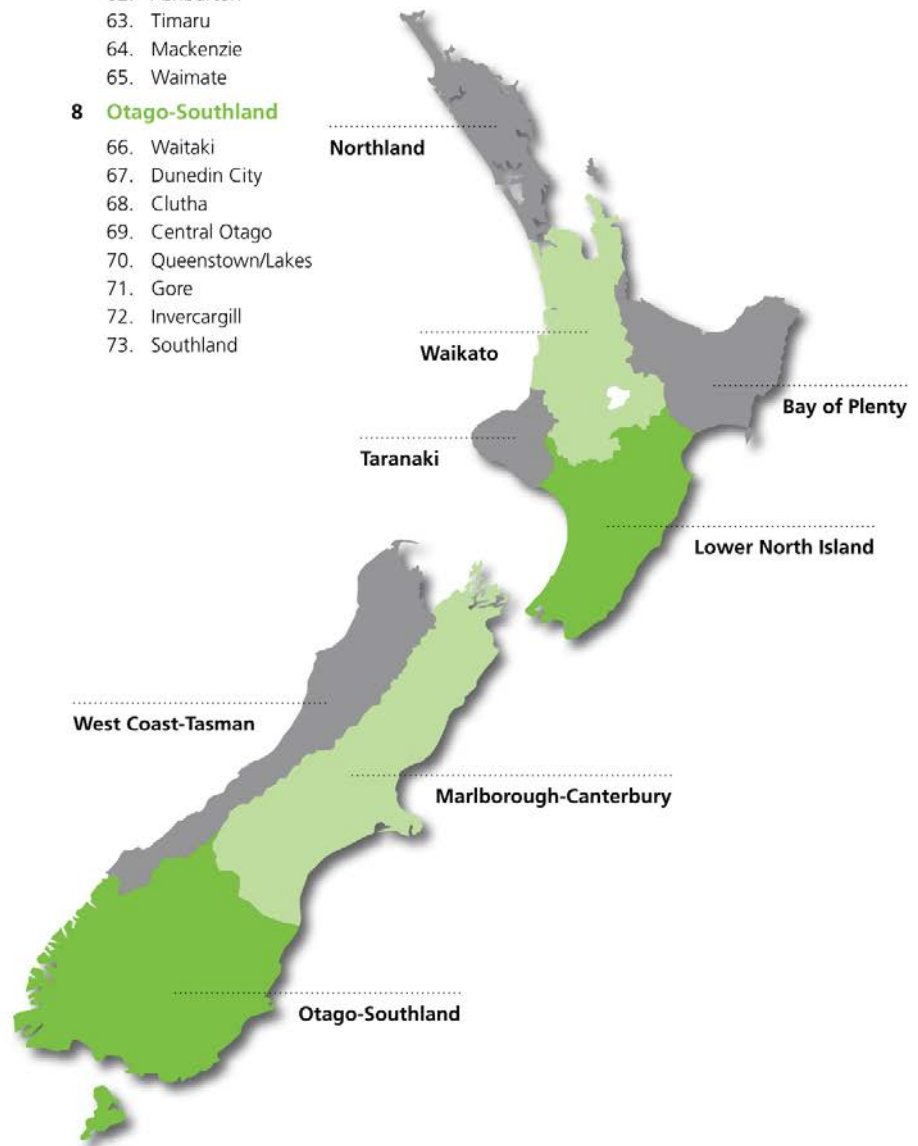 63. Timaru
64. Mackenzie
65. Waimate
8 Otago-Southland
66. Waitaki
67. Dunedin City
68. Clutha
69. Central Otago
70. Queenstown/Lakes
71. Gore
72. Invercargill
73. Southland
Northland
Waikato
Bay of Plenty
Taranaki
Lower North Island
West Coast-Tasman
Marlborough-Canterbury
Otago-Southland